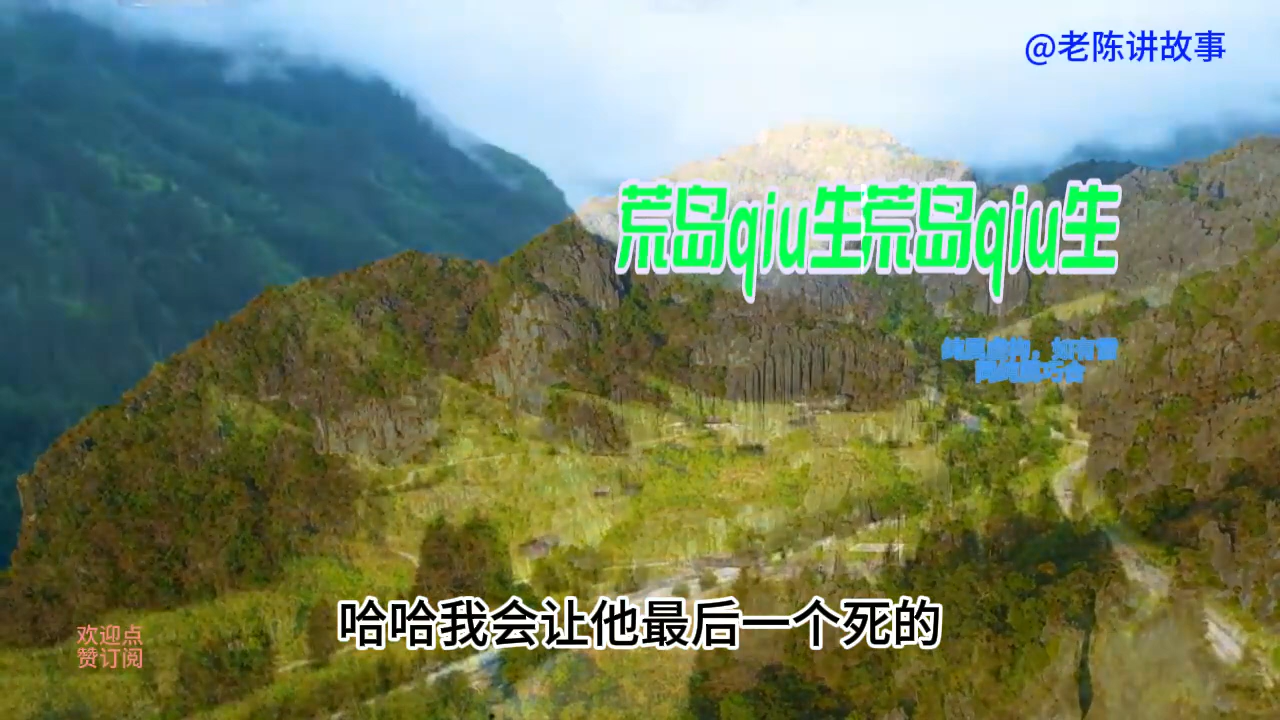 @老陈讲故事
荒岛qiu生荒岛qiu生
哈哈我会让他最后一个死的
欢迎点
赞订阅